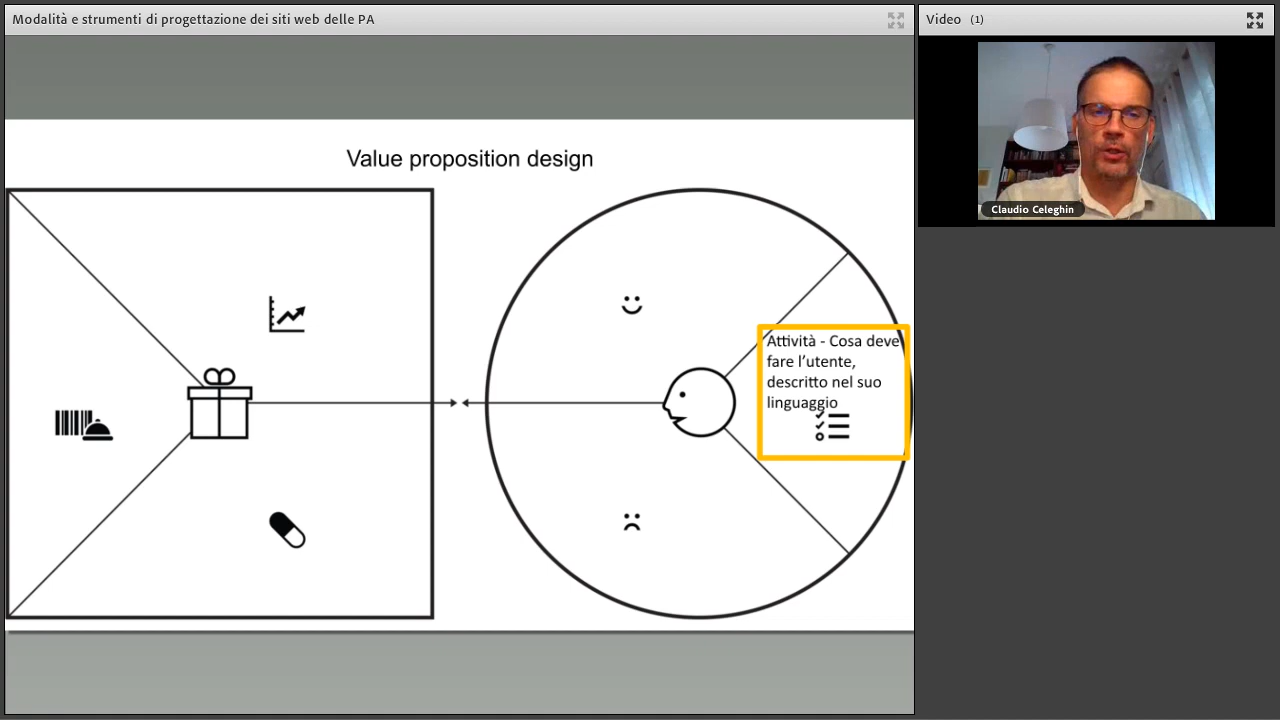 Modalità e strumenti di progettazione dei siti web delle PA
Video (1)
Claudio Celeghin
Value proposition design
Attività - Cosa deve
fare l'utente,
descritto nel suo
linguaggio